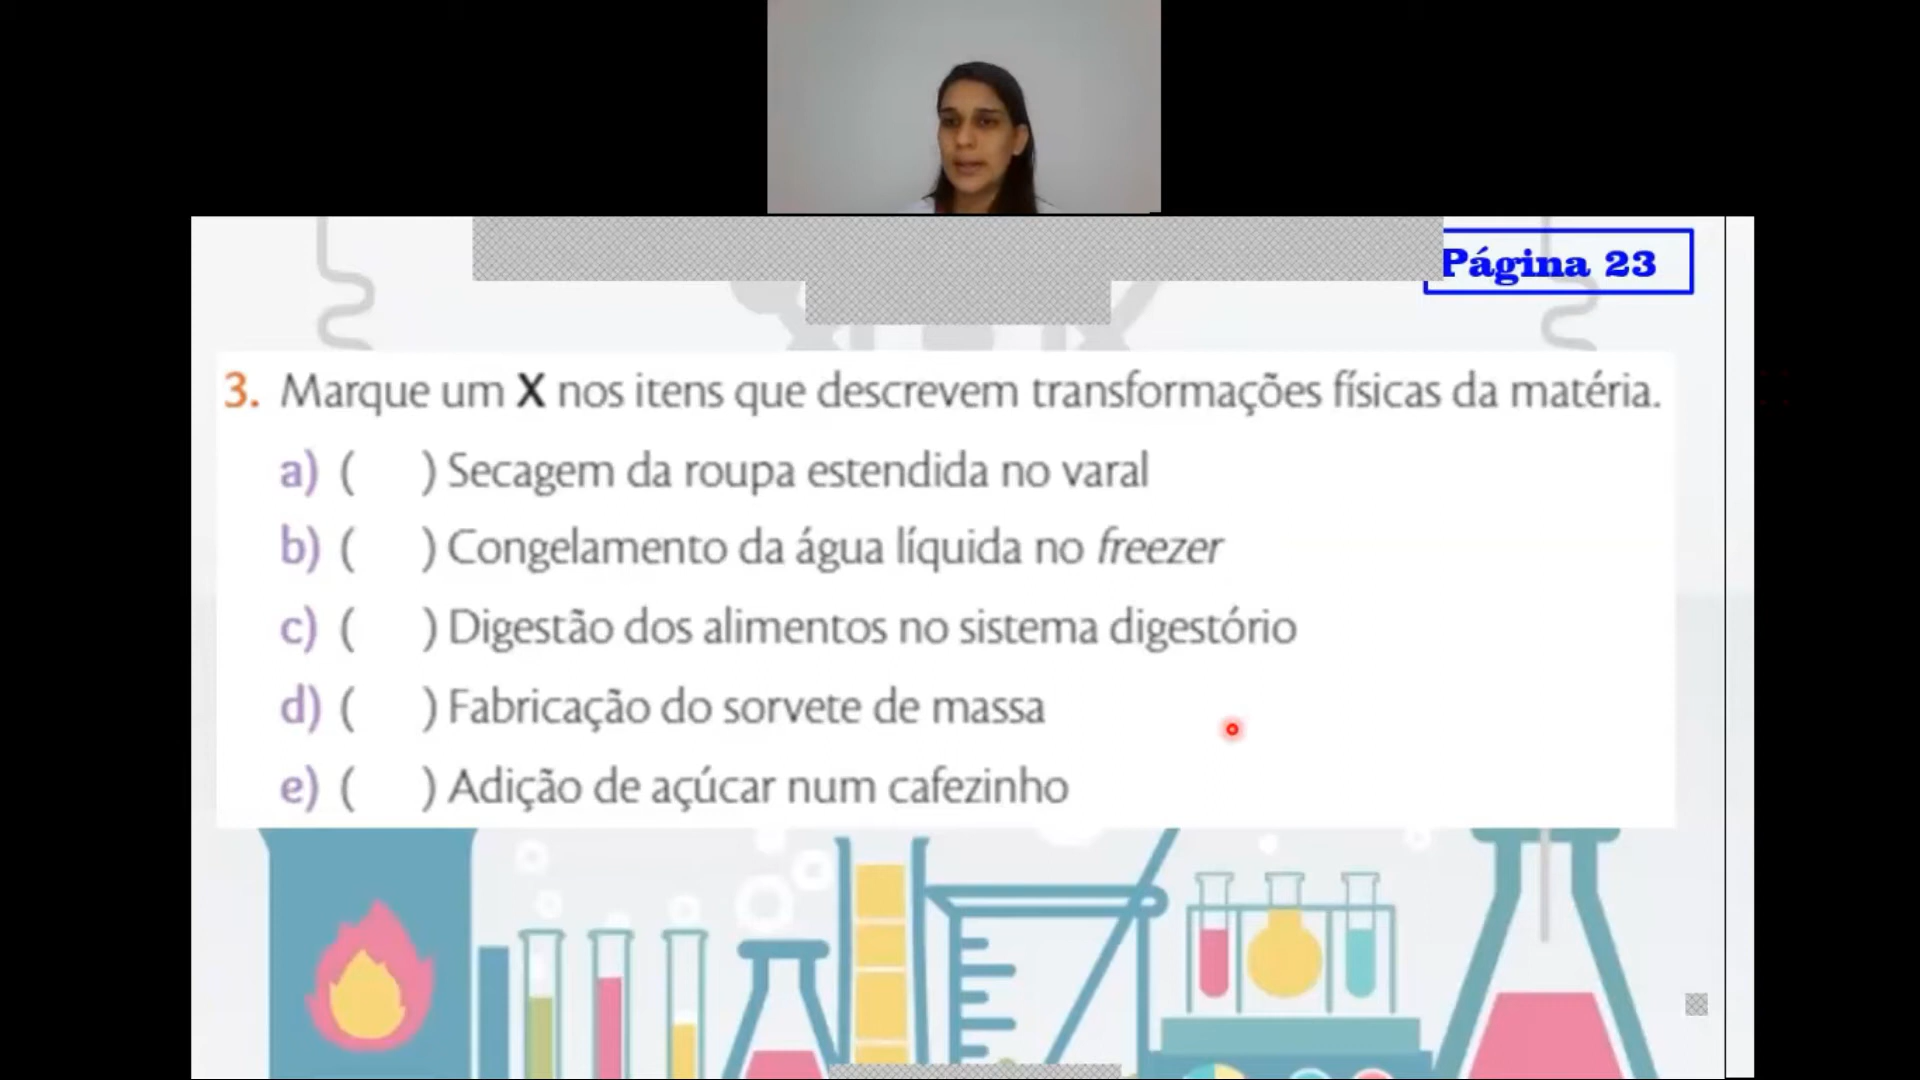 Página 23
3. Marque um X nos itens que descrevem transformações físicas da matéria.
a) ( ) Secagem da roupa estendida no varal
b) ( ) Congelamento da água líquida no freezer
c) ( ) Digestão dos alimentos no sistema digestório
d) ( ) Fabricação do sorvete de massa
e) ( ) Adição de açúcar num cafezinho